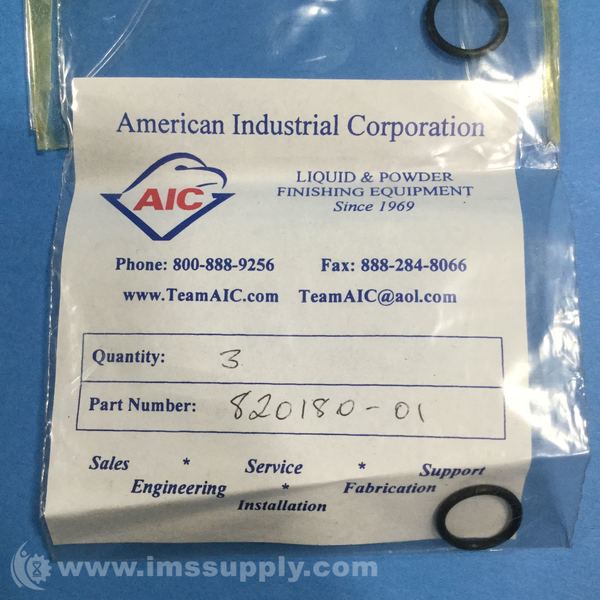 American Industrial Corporation
AIC
LIQUID & POWDER
FINISHING EQUIPMENT
Since 1969
Phone: 800-888-9256 Fax: 888-284-8066
www.TeamAIC.com TeamAIC@aol.com
Quantity: 3
Part Number: 820180-01
Sales * Service * Support
Engineering * Fabrication
Installation
www.imssupply.com